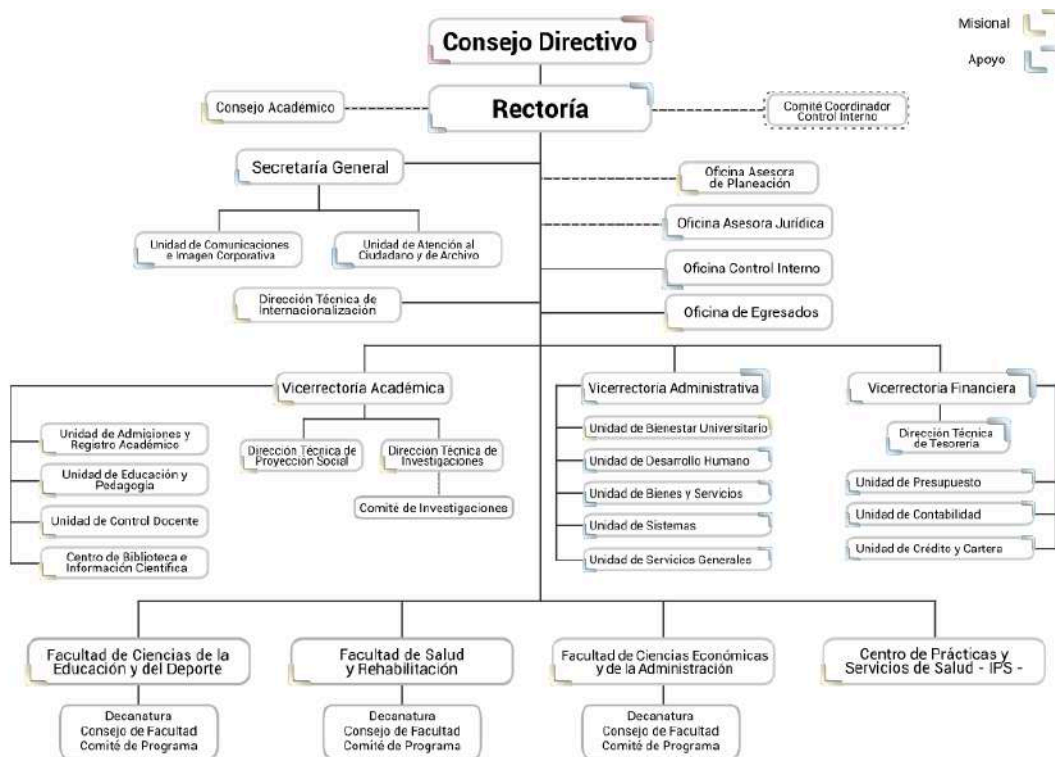 Misional
Consejo Directivo
Apoyo
Consejo Académico
Rectoría
Comité Coordinador
Control Interno
Secretaría General
Oficina Asesora
de Planeación
Unidad de Comunicaciones
e Imagen Corporativa
Unidad de Atención al
Ciudadano y de Archivo
Oficina Asesora Jurídica
Oficina Control Interno
Dirección Técnica de
Internacionalización
Oficina de Egresados
Vicerrectoría Académica
Vicerrectoria Administrativa
Vicerrectoria Financiera
Unidad de Admisiones y
Registro Académico
Unidad de Educación y
Pedagogía
Unidad de Control Docente
Centro de Biblioteca e
Información Científica
Dirección Técnica de
Proyección Social
Dirección Técnica de
Investigaciones
Comité de Investigaciones
Unidad de Bienestar Universitario
Unidad de Desarrollo Humano
Unidad de Bienes y Servicios
Unidad de Sistemas
Unidad de Servicios Generales
Dirección Técnica
de Tesorería
Unidad de Presupuesto
Unidad de Contabilidad
Unidad de Crédito y Cartera
Facultad de Ciencias de la
Educación y del Deporte
Decanatura
Consejo de Facultad
Comité de Programa
Facultad de Salud
y Rehabilitación
Decanatura
Consejo de Facultad
Comité de Programa
Facultad de Ciencias Económicas
y de la Administración
Decanatura
Consejo de Facultad
Comité de Programa
Centro de Prácticas y
Servicios de Salud - IPS -